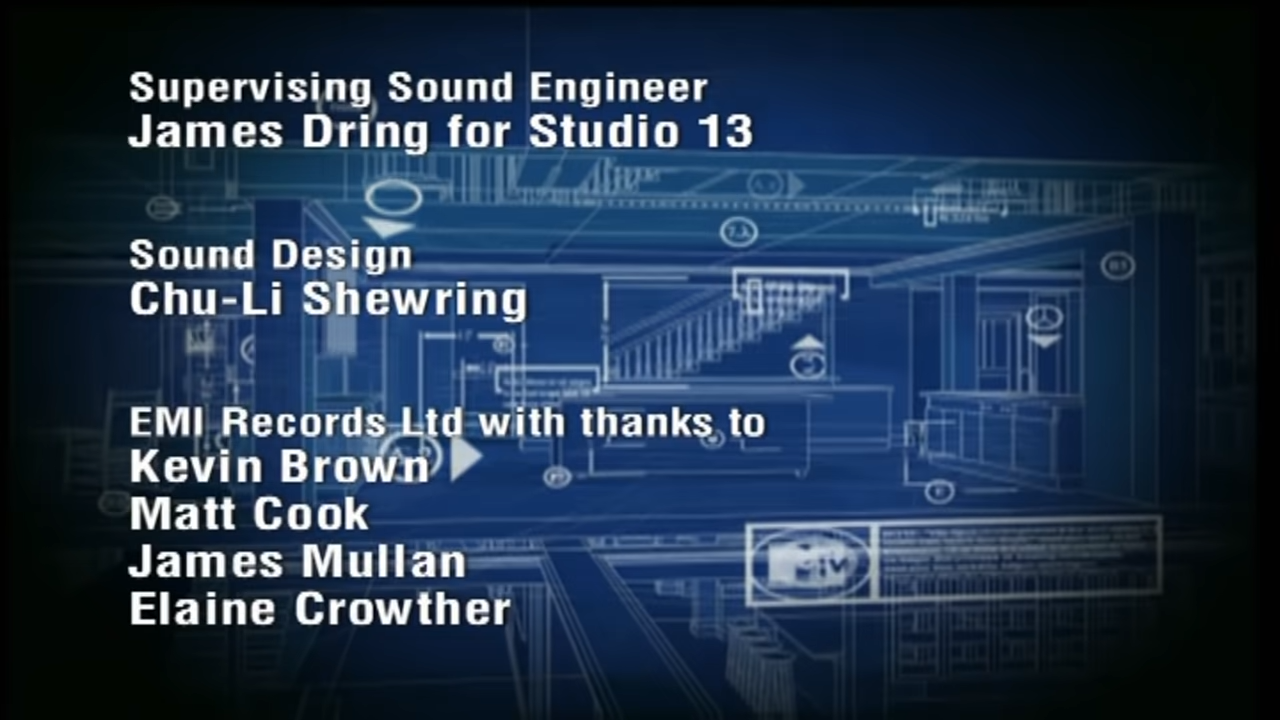 Supervising Sound Engineer
James Dring for Studio 13
Sound Design
Chu-Li Shewring
EMI Records Ltd with thanks to
Kevin Brown
Matt Cook
James Mullan
Elaine Crowther